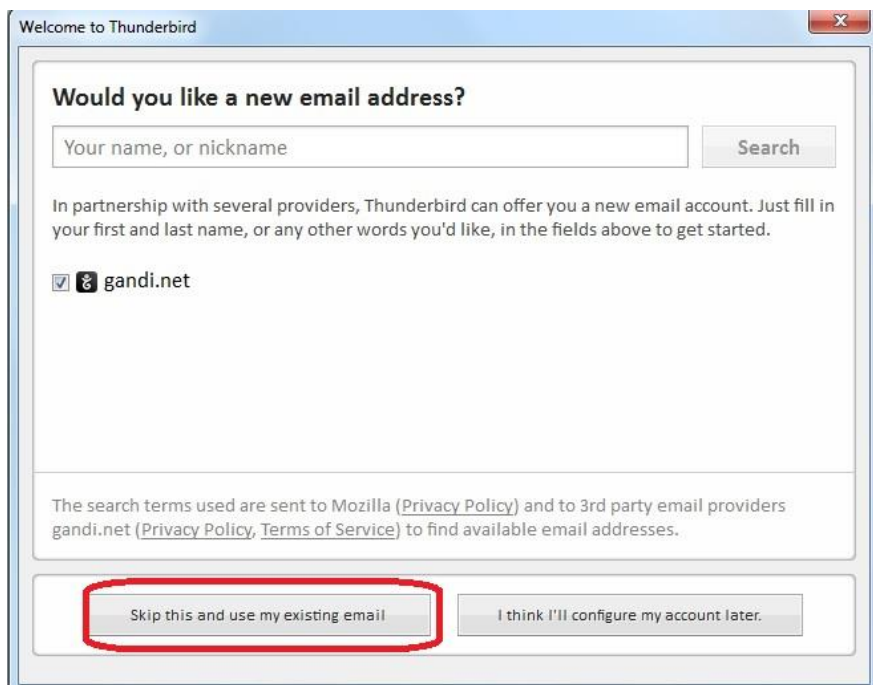 Welcome to Thunderbird
Would you like a new email address?
Your name, or nickname
Search
In partnership with several providers, Thunderbird can offer you a new email account. Just fill in
your first and last name, or any other words you'd like, in the fields above to get started.
gandi.net
The search terms used are sent to Mozilla (Privacy Policy) and to 3rd party email providers
gandi.net (Privacy Policy, Terms of Service) to find available email addresses.
Skip this and use my existing email
I think I'll configure my account later.